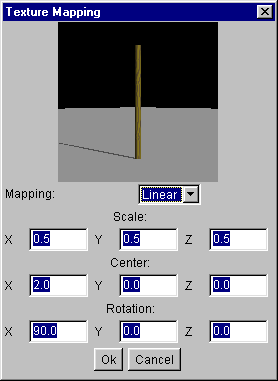 Texture Mapping
Mapping: Linear
Scale:
X 0.5 Y 0.5 Z 0.5
Center:
X 2.0 Y 0.0 Z 0.0
Rotation:
X 90.0 Y 0.0 Z 0.0
Ok Cancel